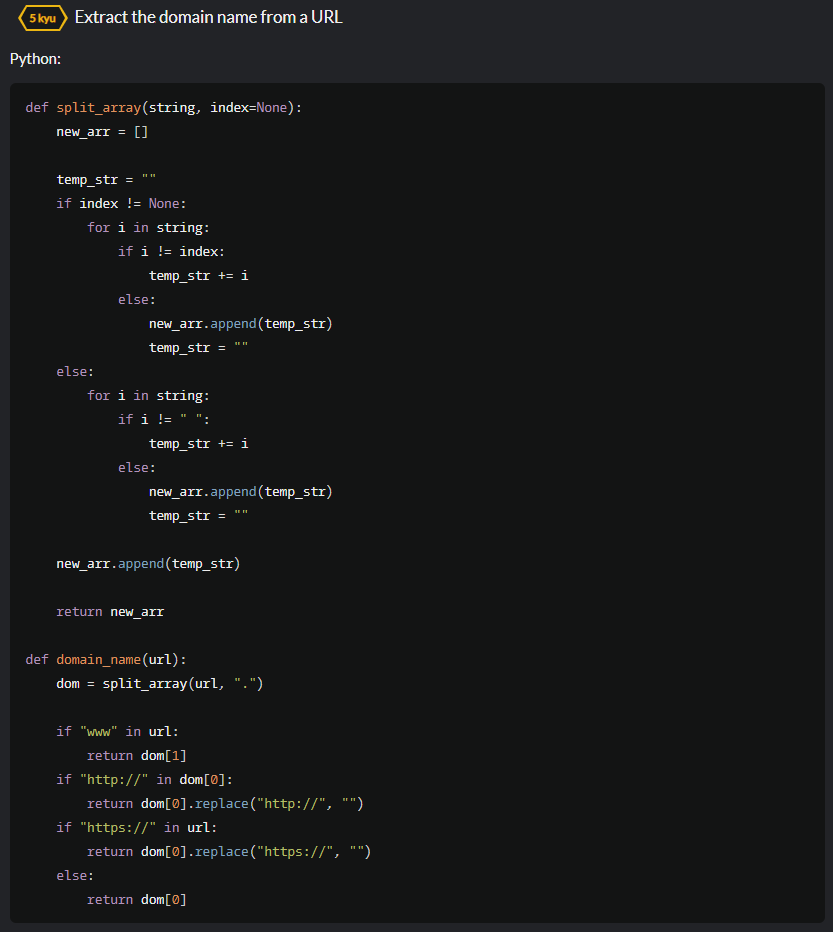 5 kyu Extract the domain name from a URL
Python:
def split_array(string, index=None):
    new_arr = []

    temp_str = ""
    if index != None:
        for i in string:
            if i != index:
                temp_str += i
            else:
                new_arr.append(temp_str)
                temp_str = ""
    else:
        for i in string:
            if i != " ":
                temp_str += i
            else:
                new_arr.append(temp_str)
                temp_str = ""

    new_arr.append(temp_str)

    return new_arr

def domain_name(url):
    dom = split_array(url, ".")

    if "www" in url:
        return dom[1]
    if "http://" in dom[0]:
        return dom[0].replace("http://", "")
    if "https://" in url:
        return dom[0].replace("https://", "")
    else:
        return dom[0]